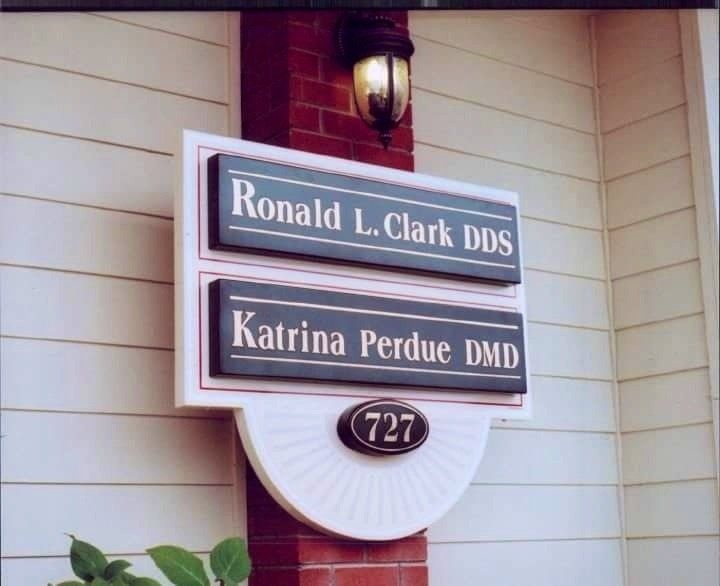 Ronald L. Clark DDS
Katrina Perdue DMD
727